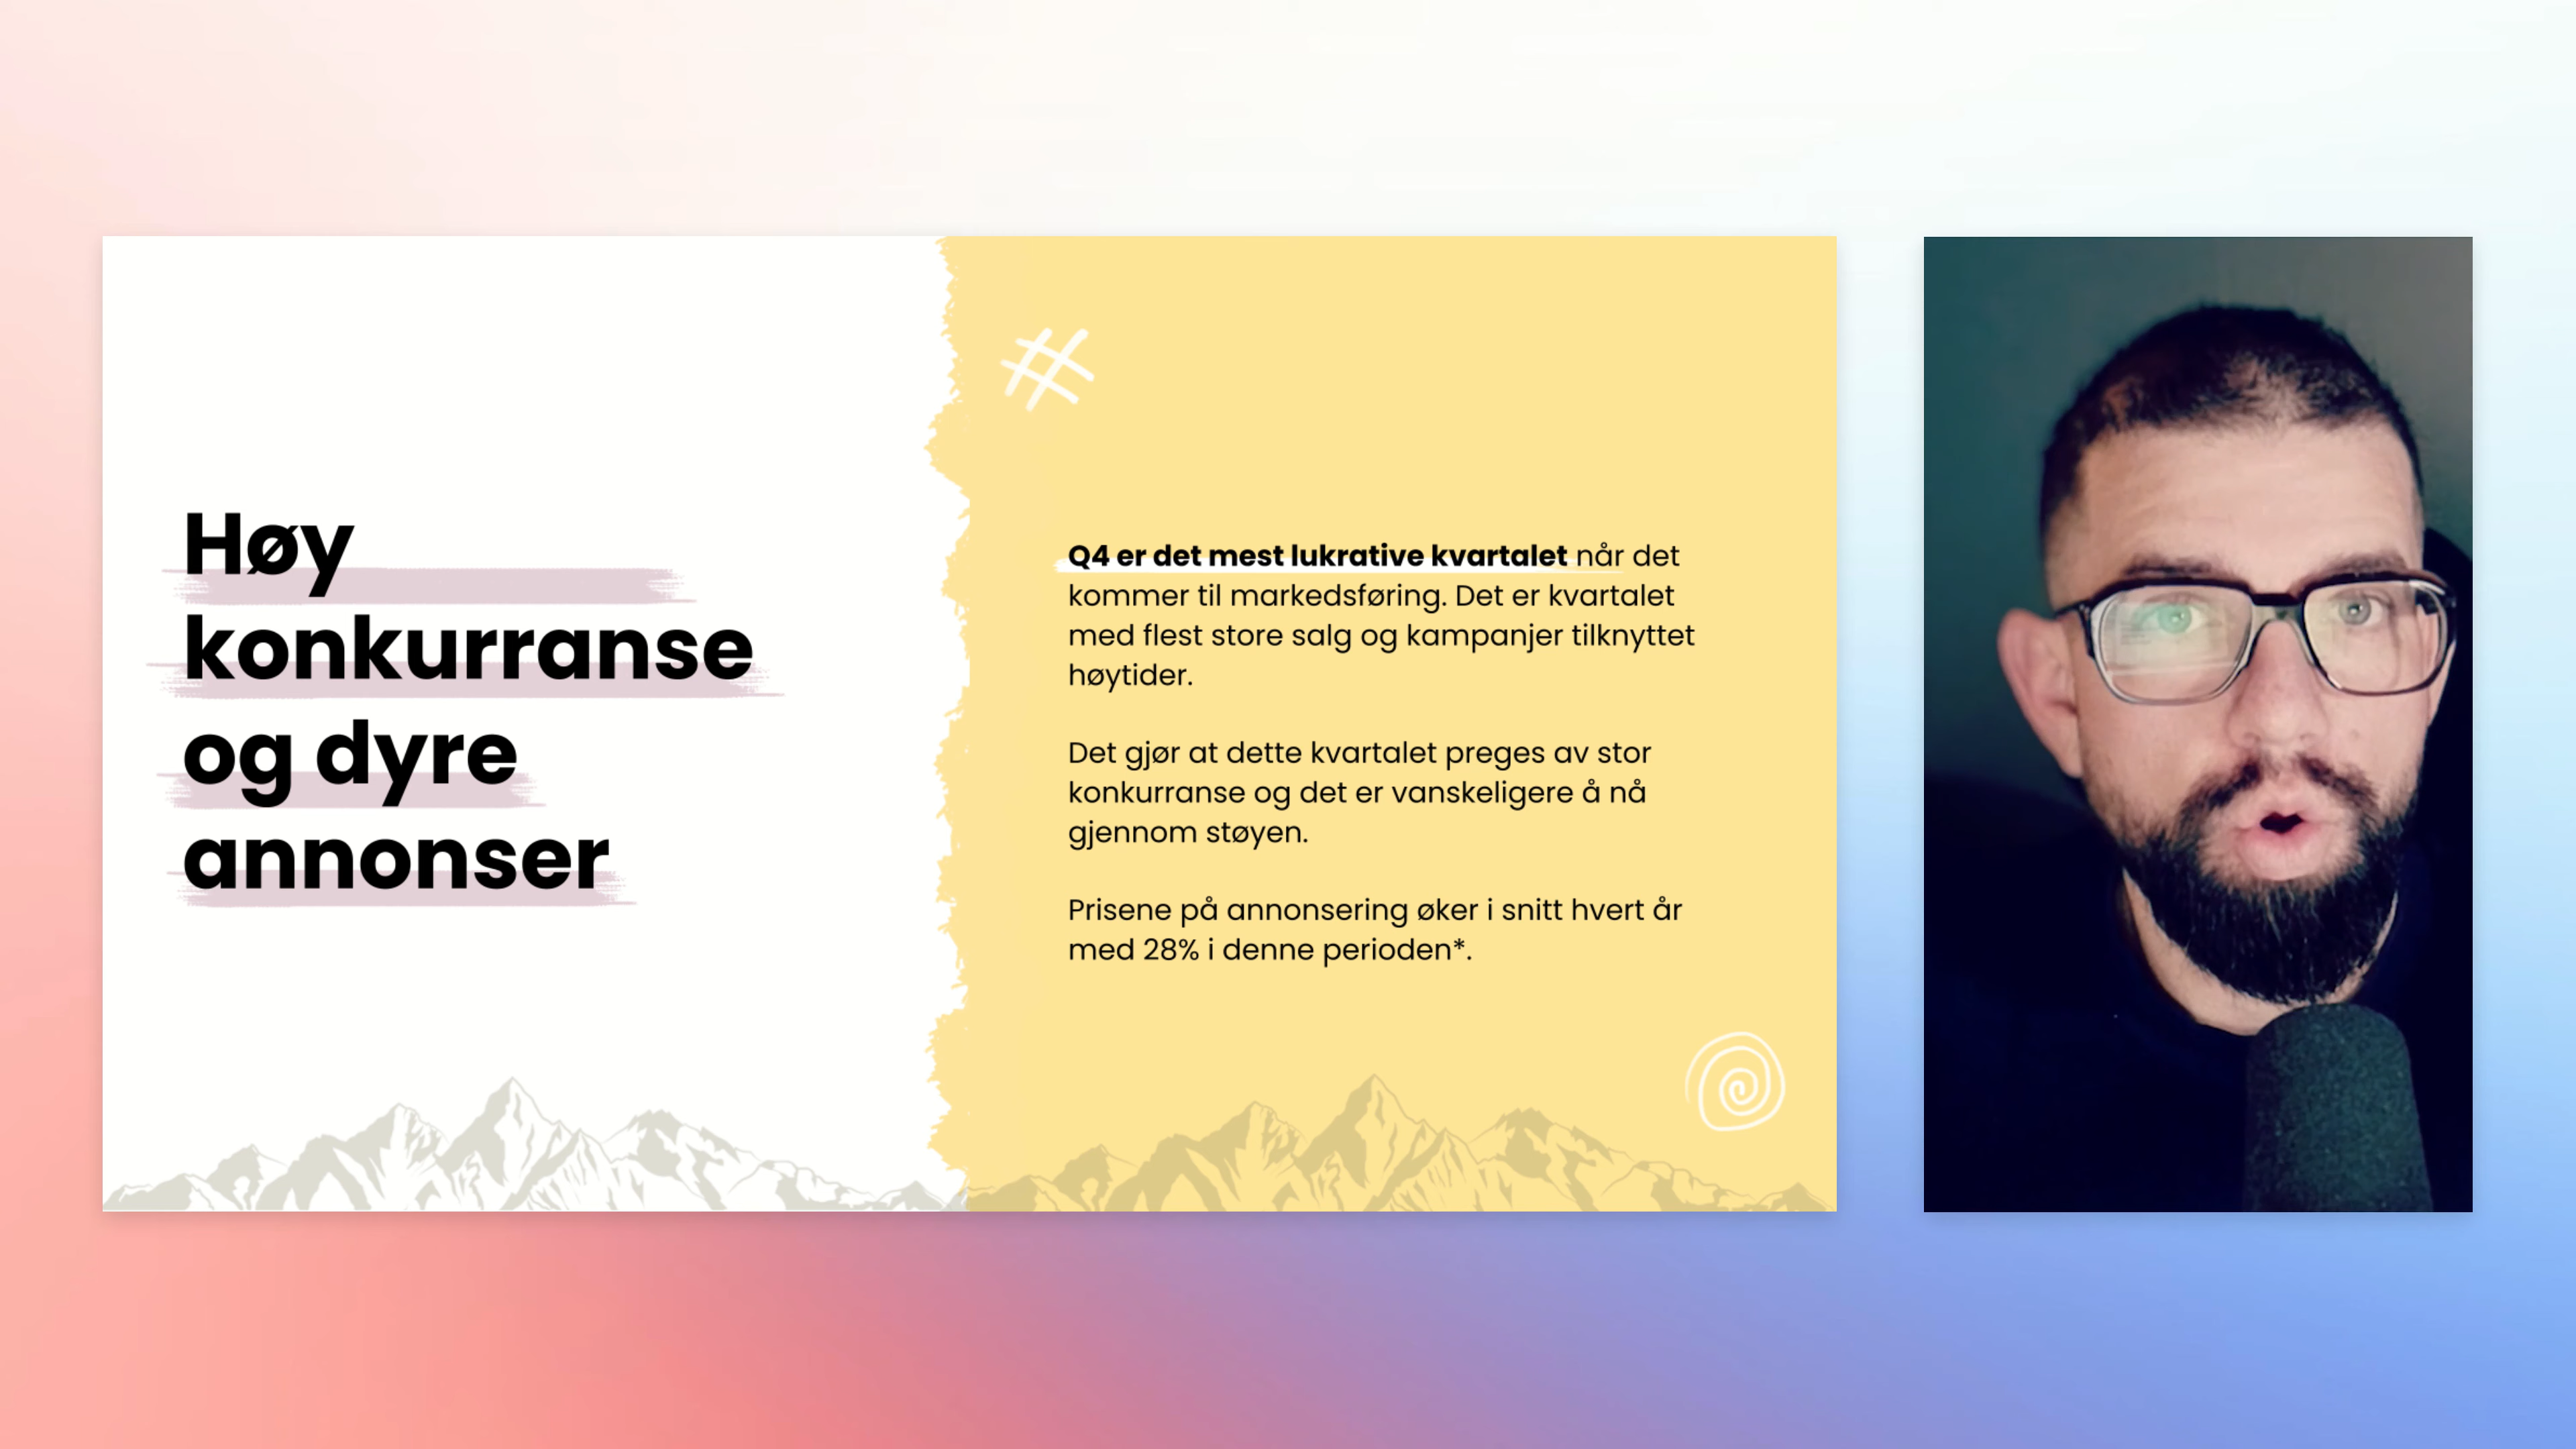 Høy
konkurranse
og dyre
annonser
Q4 er det mest lukrative kvartalet når det
kommer til markedsføring. Det er kvartalet
med flest store salg og kampanjer tilknyttet
høytider.
Det gjør at dette kvartalet preges av stor
konkurranse og det er vanskeligere å nå
gjennom støyen.
Prisene på annonsering øker i snitt hvert år
med 28% i denne perioden*.